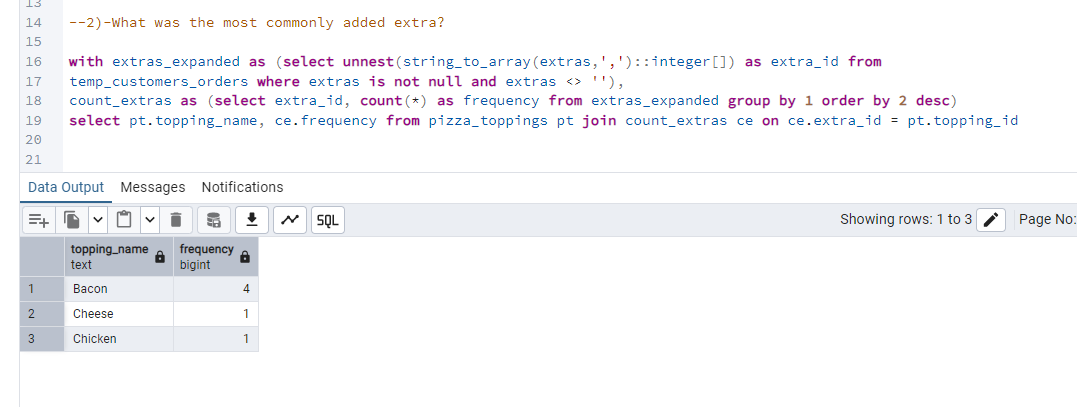 13
14 --2)-What was the most commonly added extra?
15
16 with extras_expanded as (select unnest(string_to_array(extras,',')::integer[]) as extra_id from
17 temp_customers_orders where extras is not null and extras <> ''),
18 count_extras as (select extra_id, count(*) as frequency from extras_expanded group by 1 order by 2 desc)
19 select pt.topping_name, ce.frequency from pizza_toppings pt join count_extras ce on ce.extra_id = pt.topping_id
20
21
Data Output Messages Notifications
SQL Showing rows: 1 to 3 Page No:
topping_name frequency
text bigint
1 Bacon 4
2 Cheese 1
3 Chicken 1